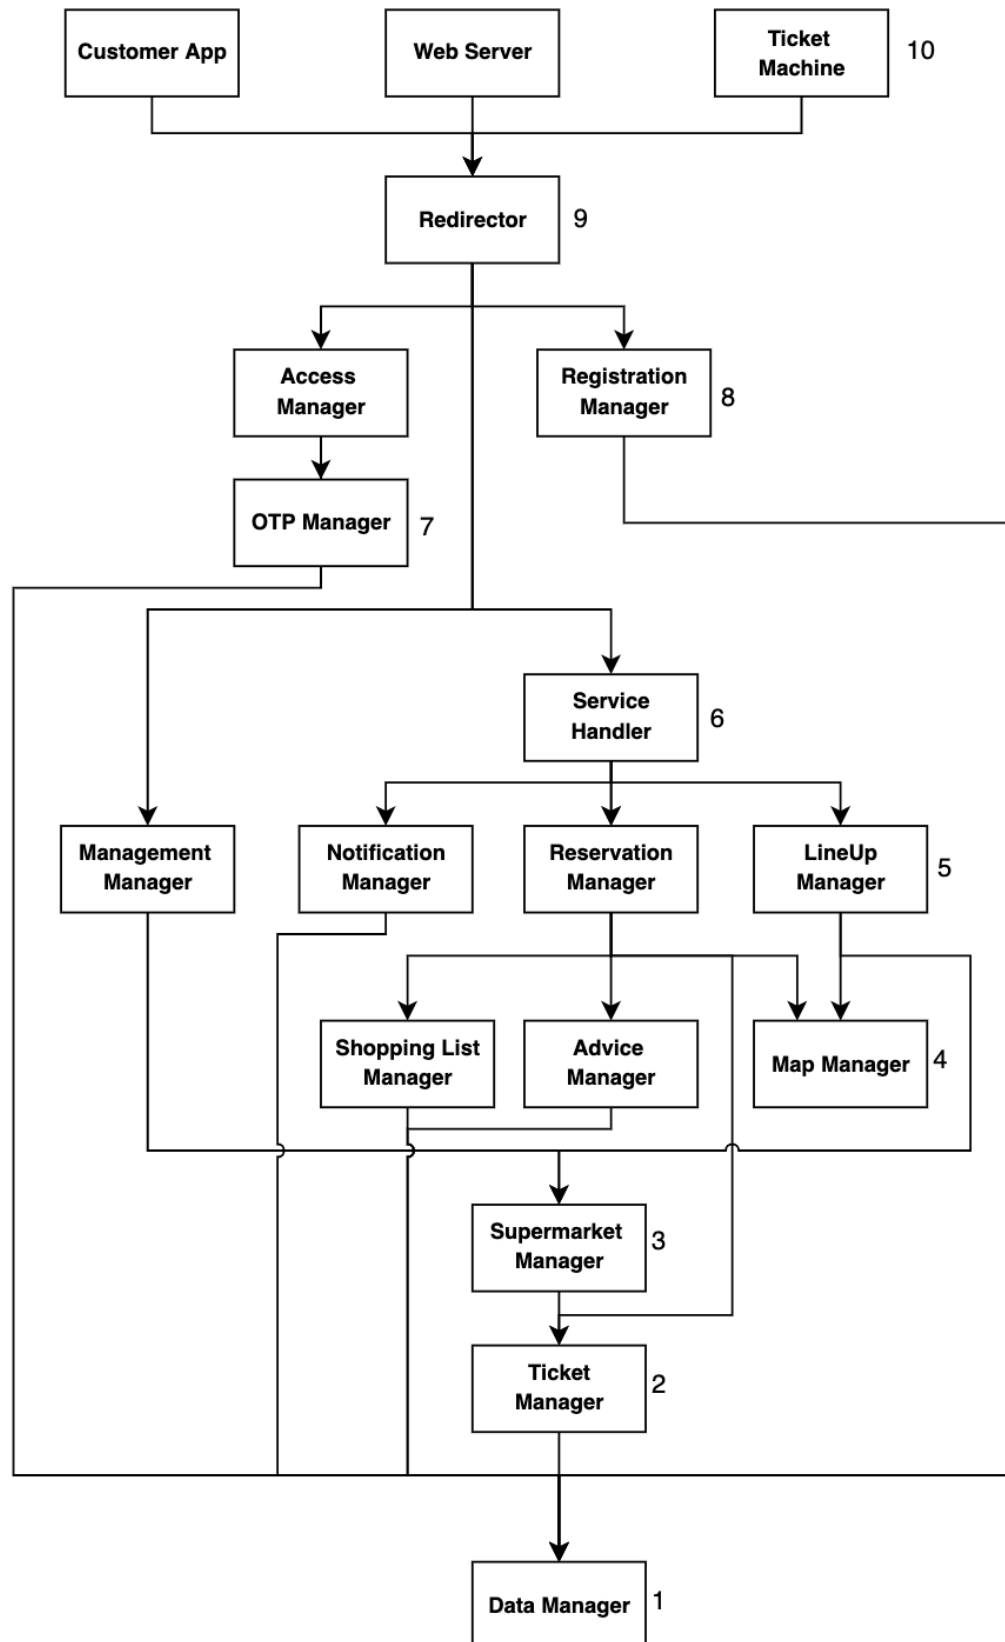 Customer App
Web Server
Ticket
Machine
10
Redirector
9
Access
Manager
Registration
Manager
8
OTP Manager
7
Service
Handler
6
Management
Manager
Notification
Manager
Reservation
Manager
LineUp
Manager
5
Shopping List
Manager
Advice
Manager
Map Manager
4
Supermarket
Manager
3
Ticket
Manager
2
Data Manager
1